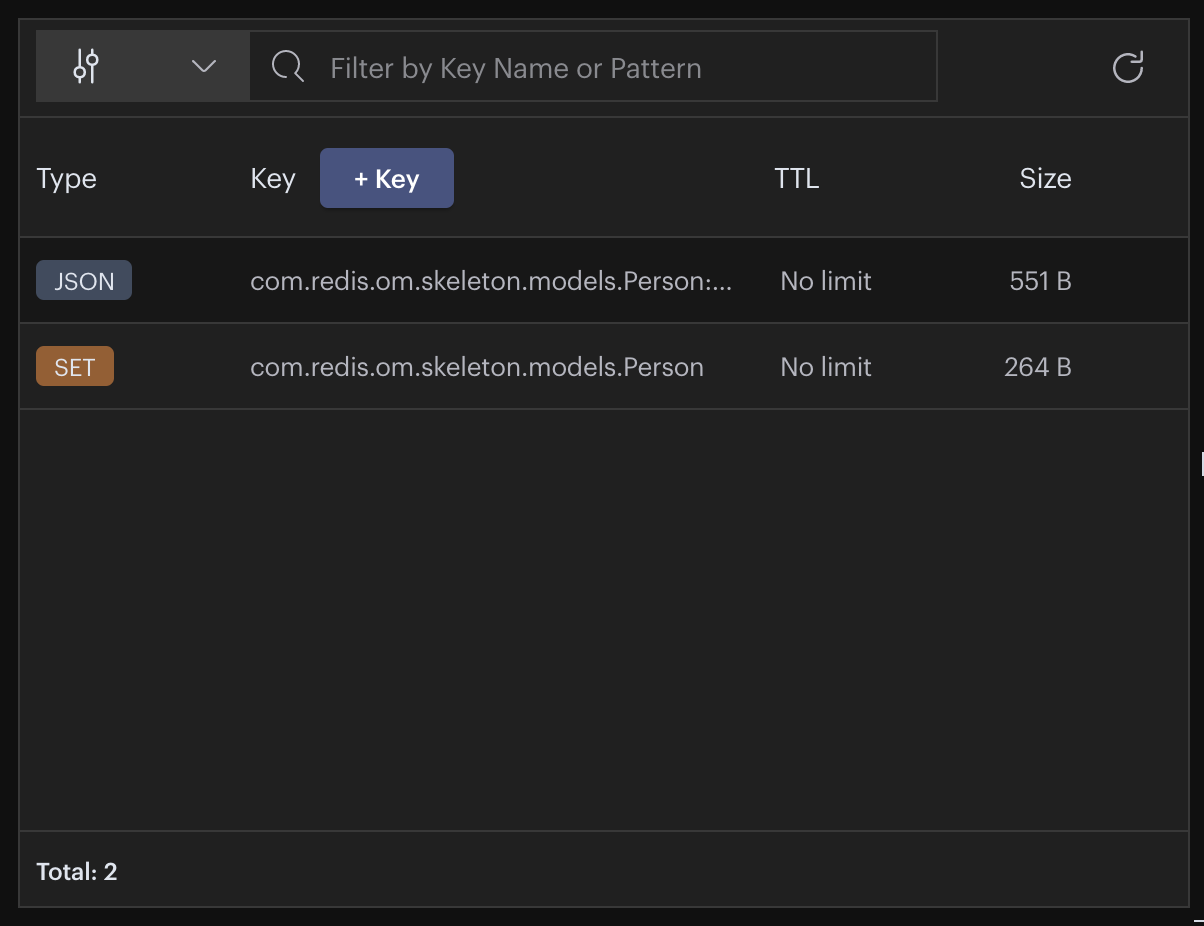 Filter by Key Name or Pattern
Type Key + Key TTL Size
JSON com.redis.om.skeleton.models.Person:... No limit 551 B
SET com.redis.om.skeleton.models.Person No limit 264 B
Total: 2